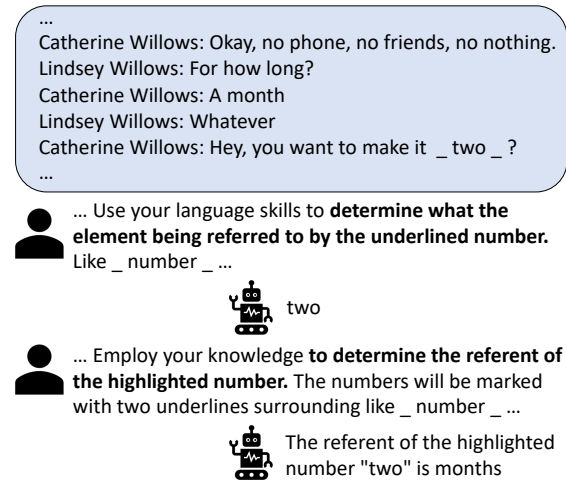 ...
Catherine Willows: Okay, no phone, no friends, no nothing.
Lindsey Willows: For how long?
Catherine Willows: A month
Lindsey Willows: Whatever
Catherine Willows: Hey, you want to make it _ two _ ?
...
... Use your language skills to determine what the
element being referred to by the underlined number.
Like _ number _ ...
two
... Employ your knowledge to determine the referent of
the highlighted number. The numbers will be marked
with two underlines surrounding like _ number _ ...
The referent of the highlighted
number "two" is months